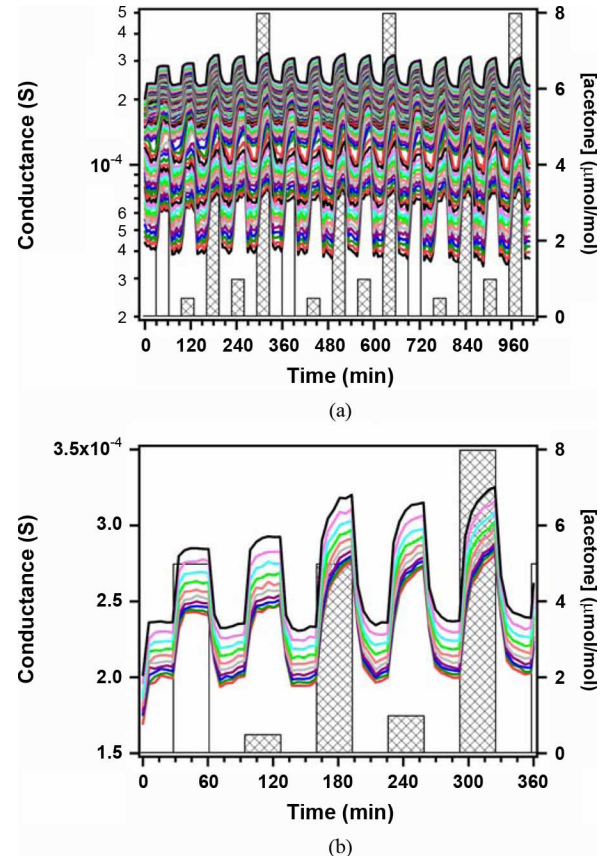 5
4
3
2
10-4
6
5
4
3
2
Conductance (S)
8
6
4
2
0
[acetone] (μmol/mol)
0 120 240 360 480 600 720 840 960
Time (min)
(a)
3.5x10-4
3.0
2.5
2.0
1.5
Conductance (S)
8
6
4
2
0
[acetone] (μmol/mol)
0 60 120 180 240 300 360
Time (min)
(b)